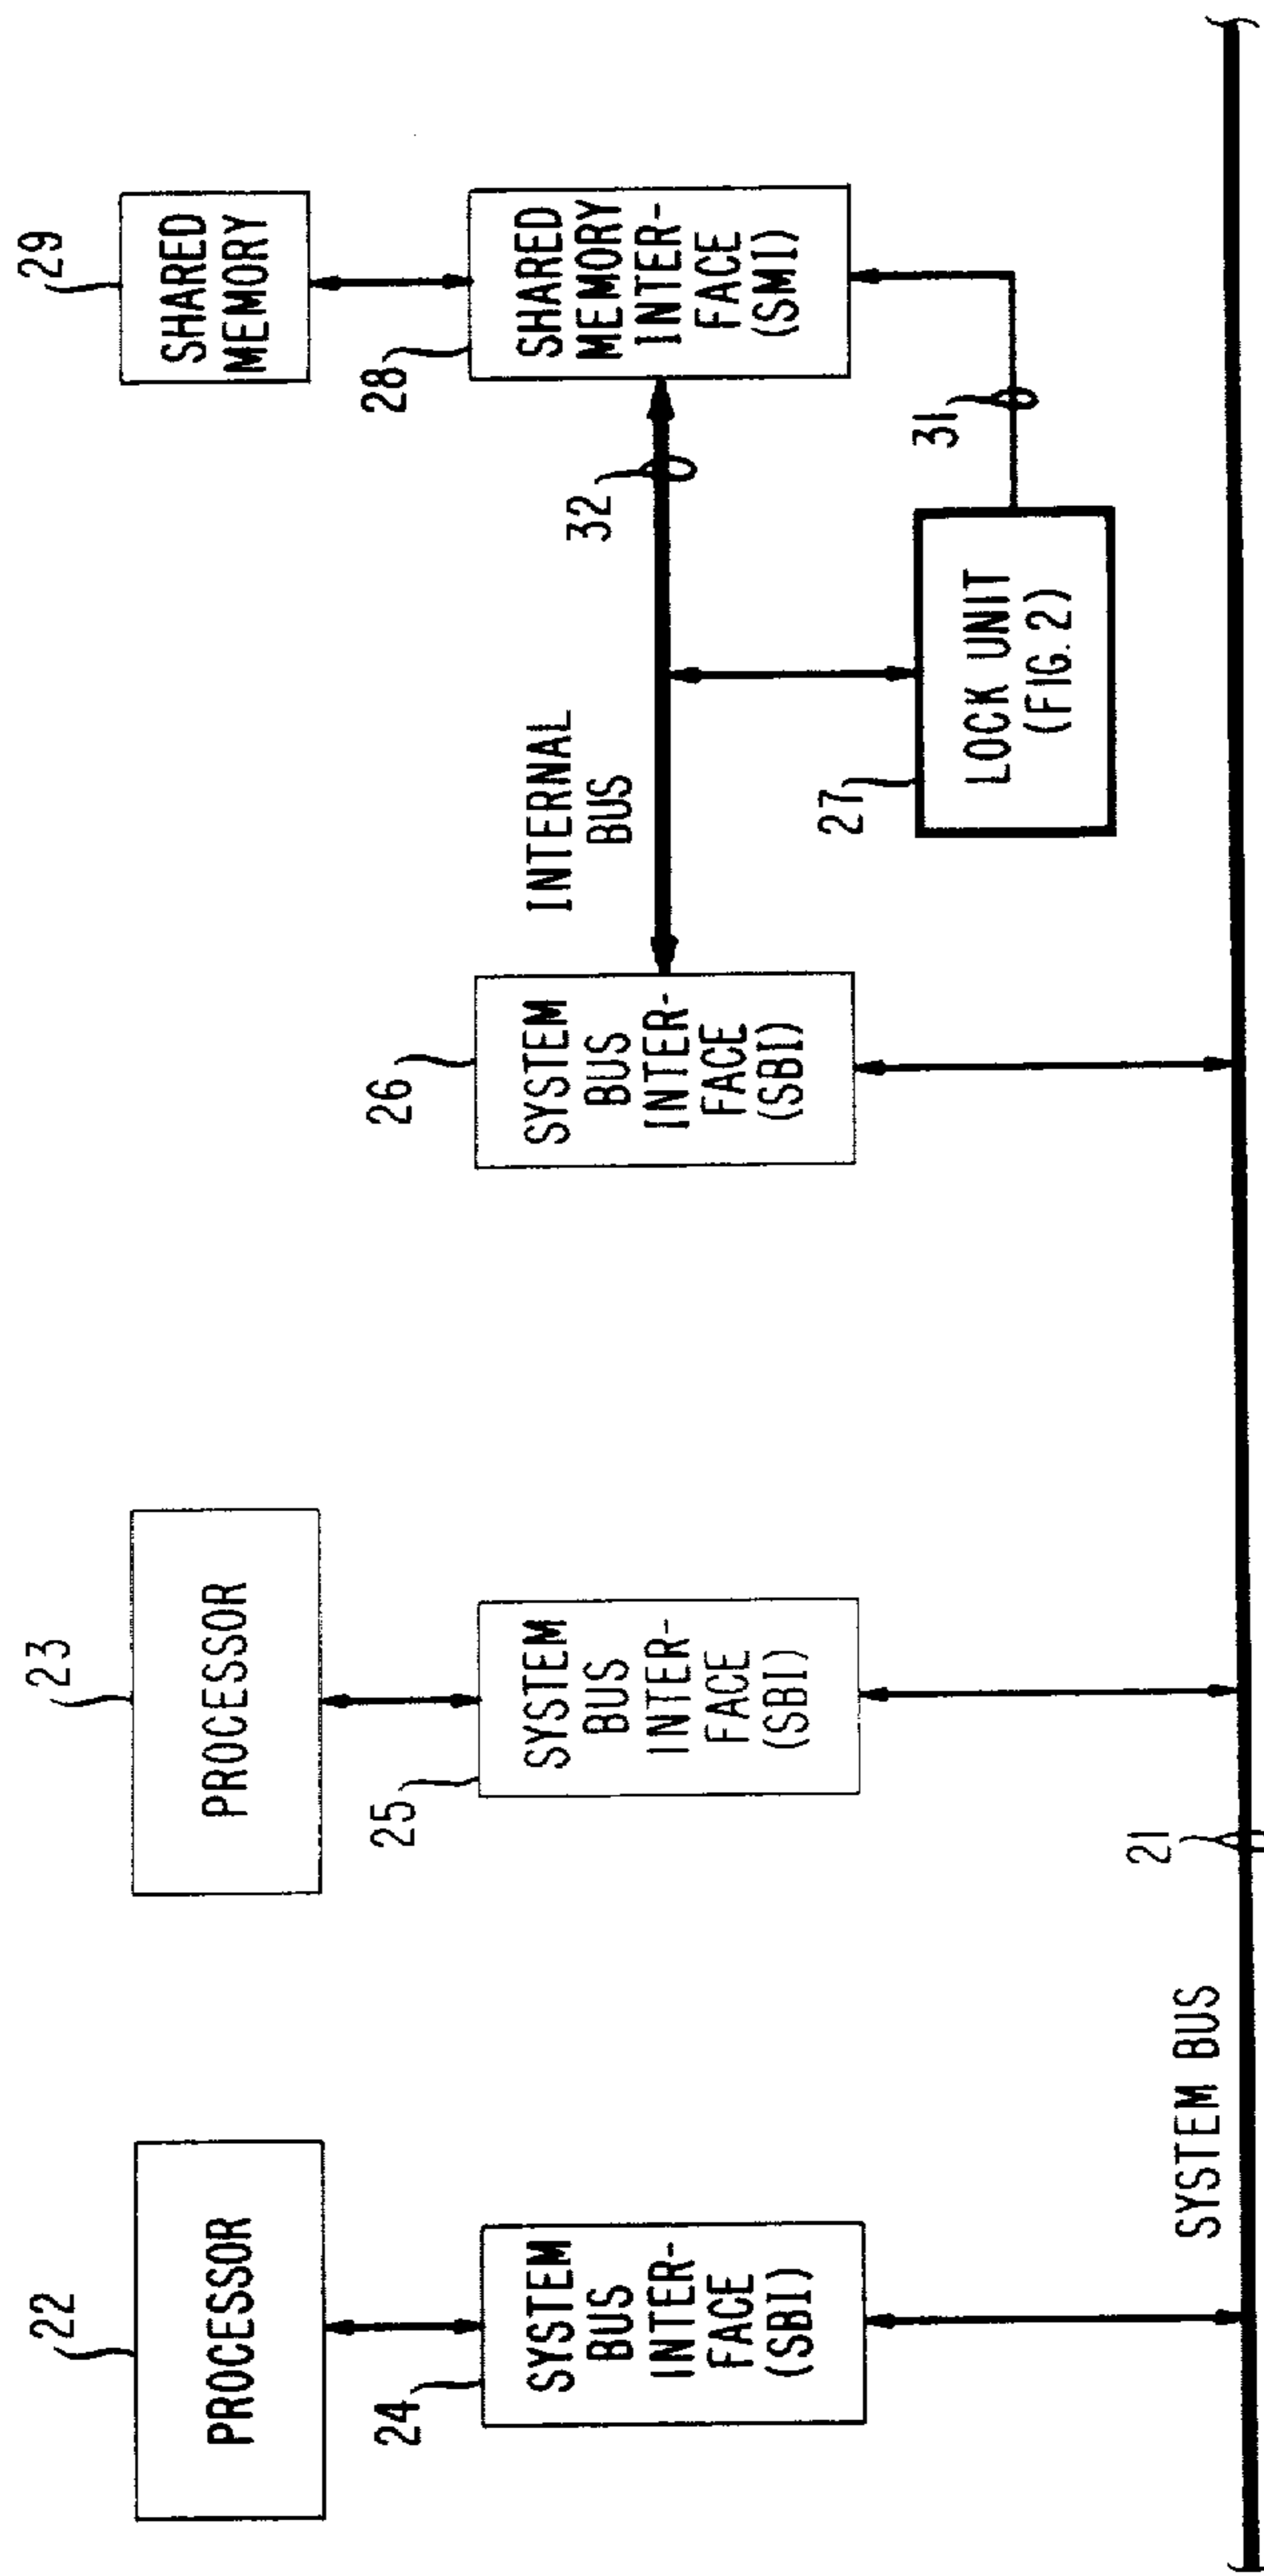 22
PROCESSOR
24
SYSTEM
BUS
INTER-
FACE
(SBI)
SYSTEM BUS
21
23
PROCESSOR
25
SYSTEM
BUS
INTER-
FACE
(SBI)
26
SYSTEM
BUS
INTER-
FACE
(SBI)
INTERNAL
BUS
32
27
LOCK UNIT
(FIG. 2)
31
29
SHARED
MEMORY
28
SHARED
MEMORY
INTER-
FACE
(SMI)